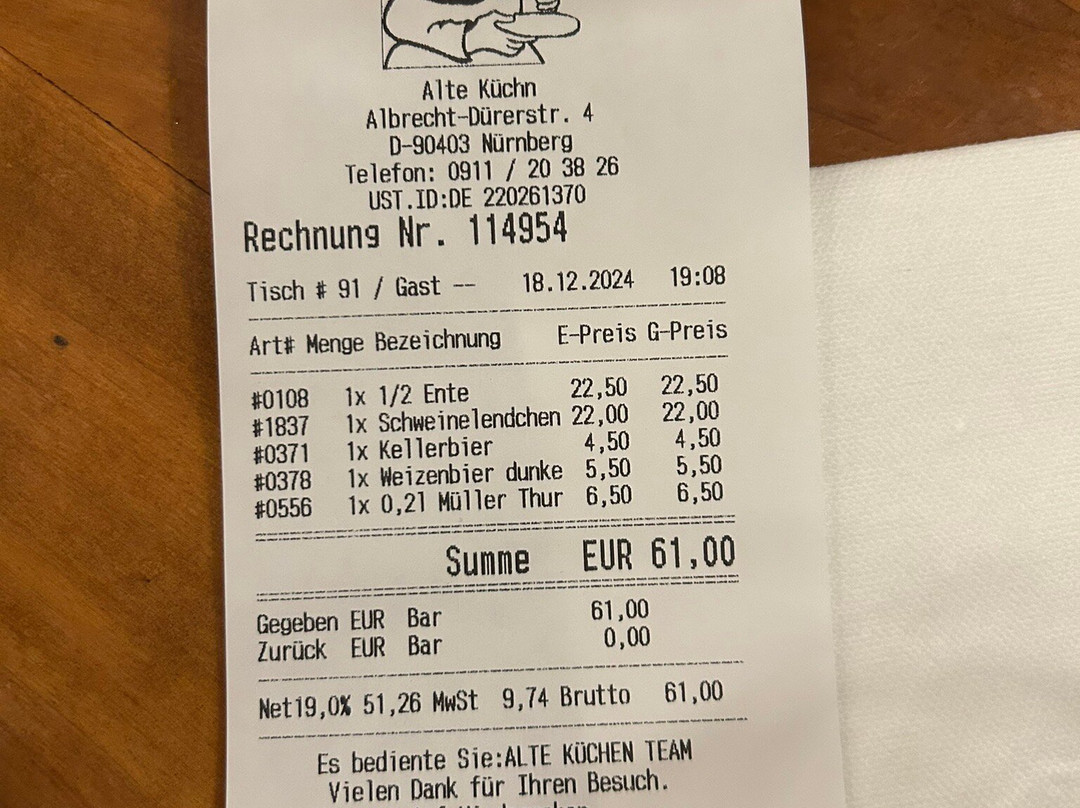 Alte Küchn
Albrecht-Dürerstr. 4
D-90403 Nürnberg
Telefon: 0911 / 20 38 26
UST.ID:DE 220261370
Rechnung Nr. 114954
Tisch # 91 / Gast -- 18.12.2024 19:08
Art# Menge Bezeichnung E-Preis G-Preis
#0108 1x 1/2 Ente 22,50 22,50
#1837 1x Schweinelendchen 22,00 22,00
#0371 1x Kellerbier 4,50 4,50
#0378 1x Weizenbier dunke 5,50 5,50
#0556 1x 0,2l Müller Thur 6,50 6,50
Summe EUR 61,00
Gegeben EUR Bar 61,00
Zurück EUR Bar 0,00
Net19,0% 51,26 MwSt 9,74 Brutto 61,00
Es bediente Sie:ALTE KÜCHEN TEAM
Vielen Dank für Ihren Besuch.